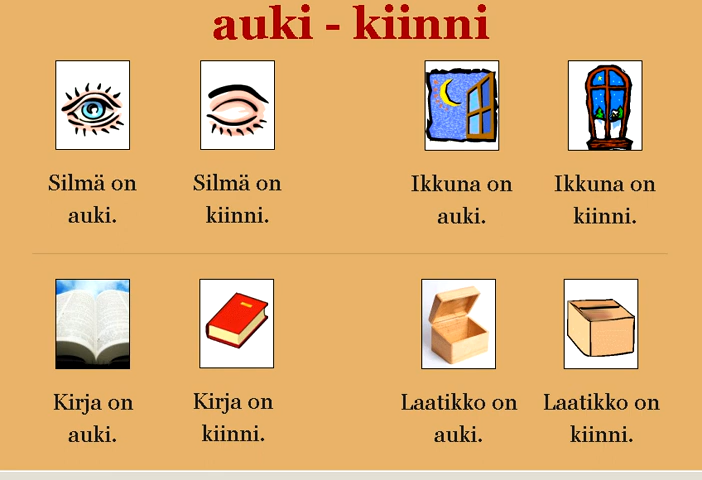 auki - kiinni
Silmä on
auki.
Silmä on
kiinni.
Ikkuna on
auki.
Ikkuna on
kiinni.
Kirja on
auki.
Kirja on
kiinni.
Laatikko on
auki.
Laatikko on
kiinni.